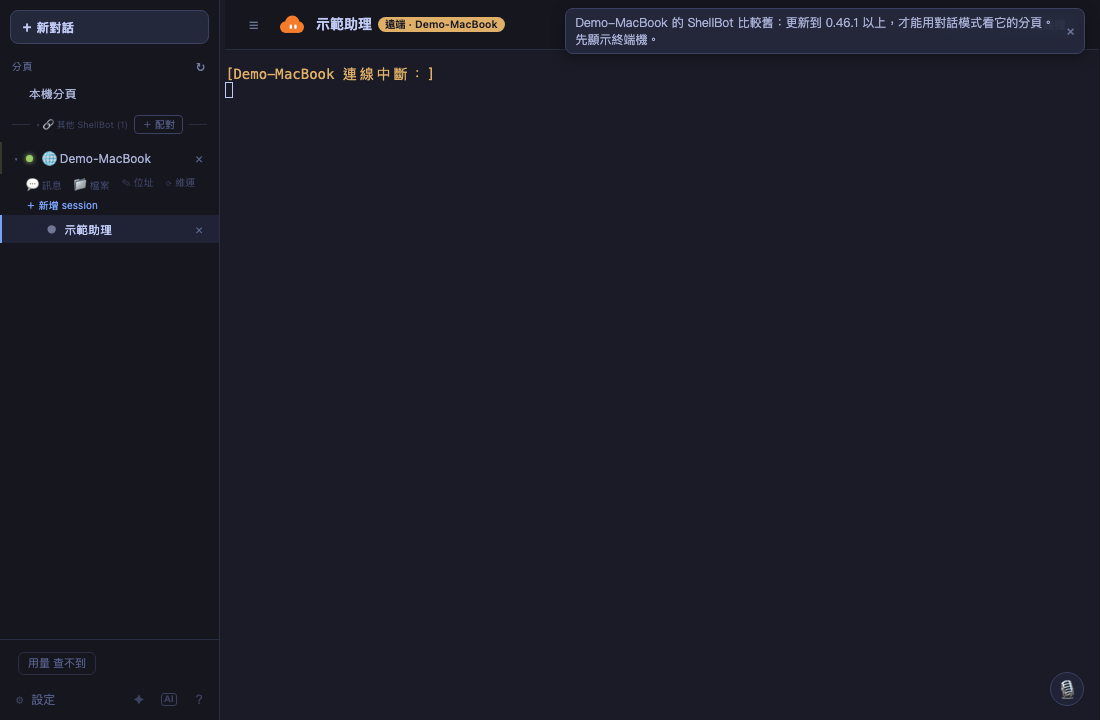 + 新對話
分頁
本機分頁
其他 ShellBot (1)
+ 配對
Demo-MacBook
訊息 檔案 位址 維運
+ 新增 session
示範助理
用量 查不到
設定
AI
?
示範助理
遠端 · Demo-MacBook
Demo-MacBook 的 ShellBot 比較舊：更新到 0.46.1 以上，才能用對話模式看它的分頁。
先顯示終端機。
[Demo-MacBook 連線中斷：]